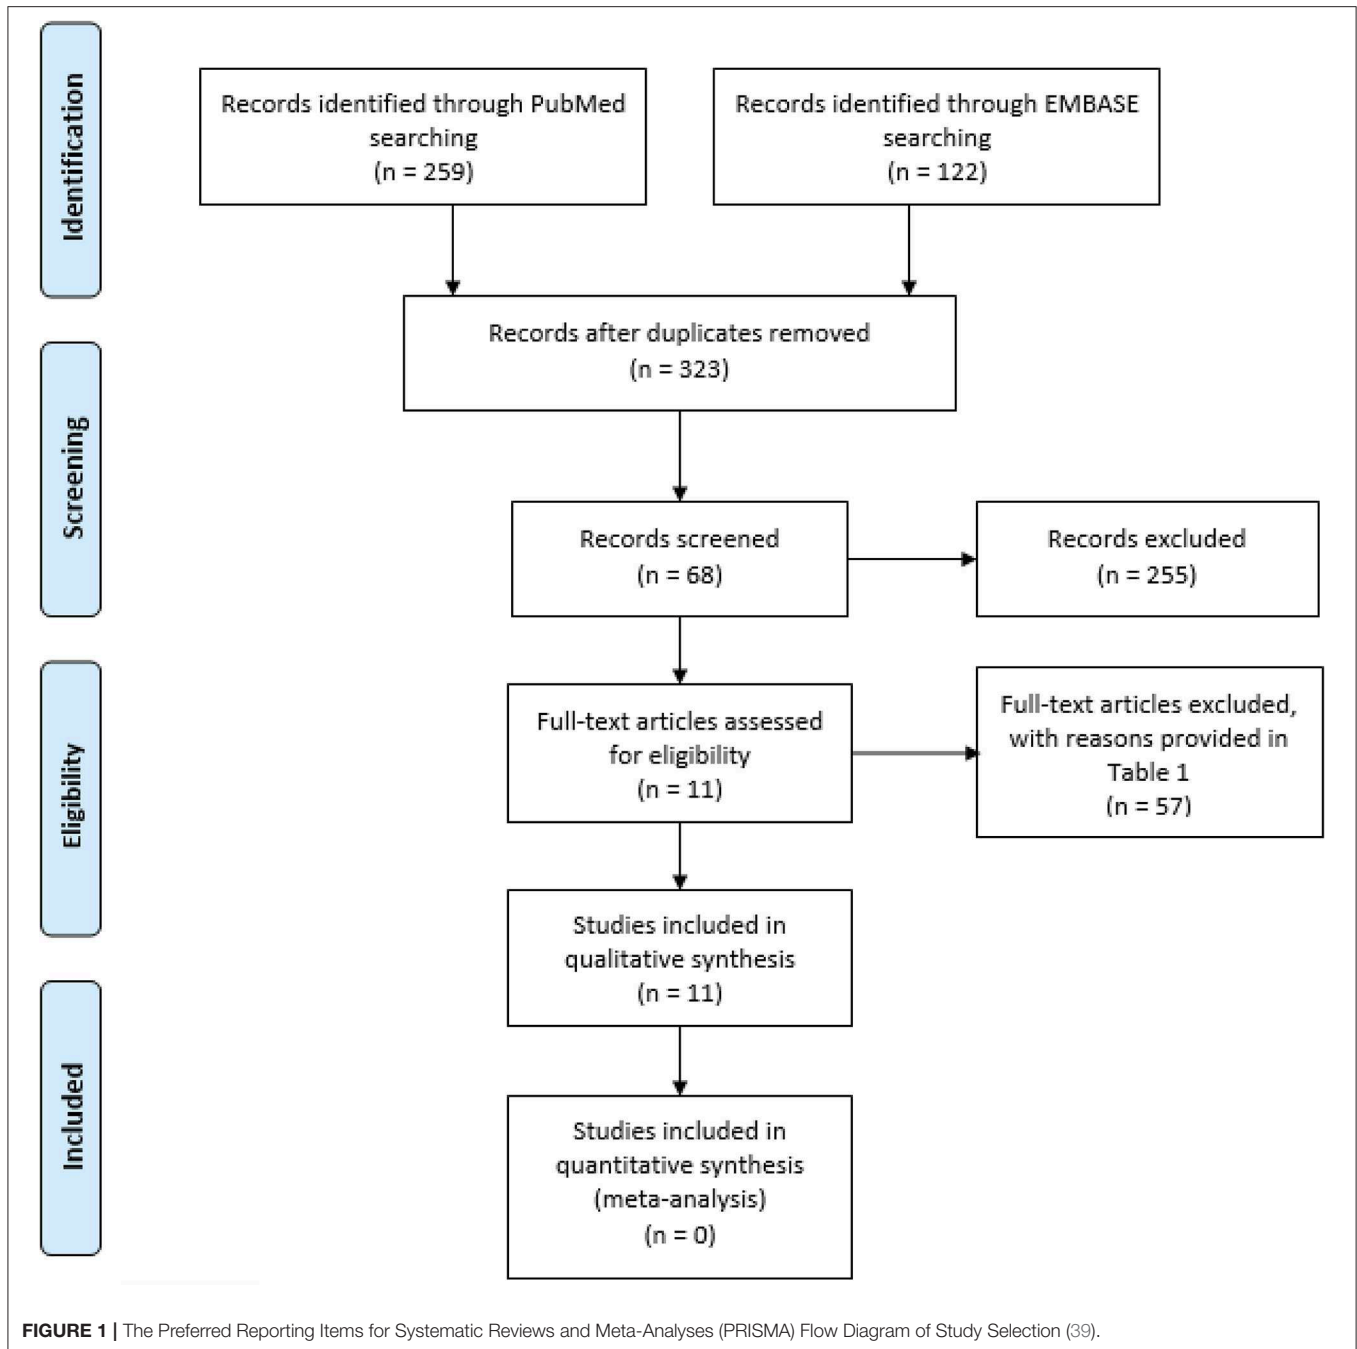 Identification
Records identified through PubMed
searching
(n = 259)
Records identified through EMBASE
searching
(n = 122)
Records after duplicates removed
(n = 323)
Screening
Records screened
(n = 68)
Records excluded
(n = 255)
Eligibility
Full-text articles assessed
for eligibility
(n = 11)
Full-text articles excluded,
with reasons provided in
Table 1
(n = 57)
Studies included in
qualitative synthesis
(n = 11)
Included
Studies included in
quantitative synthesis
(meta-analysis)
(n = 0)
FIGURE 1 | The Preferred Reporting Items for Systematic Reviews and Meta-Analyses (PRISMA) Flow Diagram of Study Selection (39).